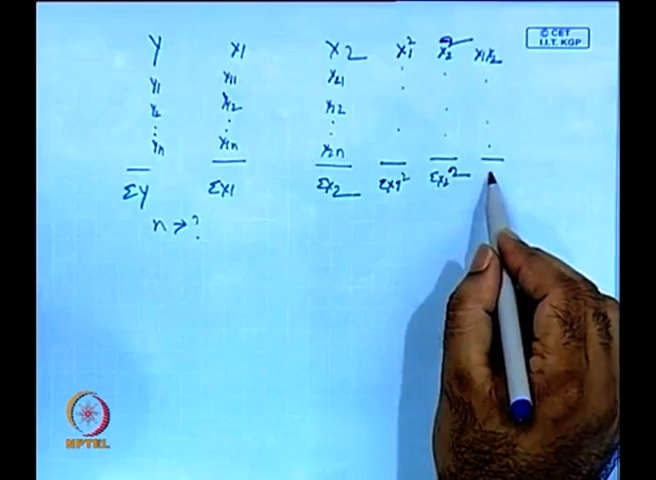 © CET
I.I.T. KGP
Y X1 X2 X1² X2² X1X2
Y1 X11 X21
Y2 X12 X22
Yn X1n X2n
ΣY ΣX1 ΣX2 ΣX1² ΣX2²
n → ?
NPTEL